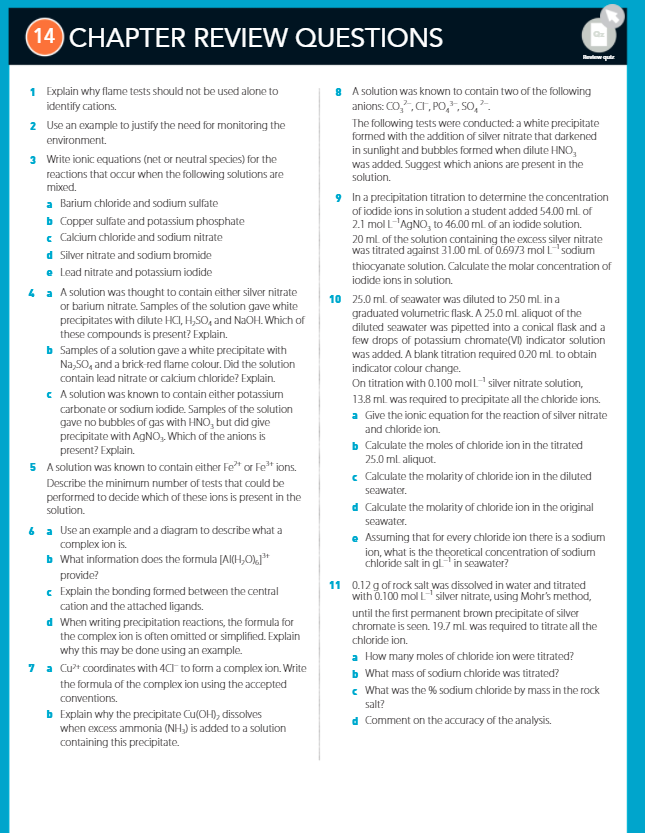 14 CHAPTER REVIEW QUESTIONS
Qz
Review quiz
1 Explain why flame tests should not be used alone to
identify cations.
2 Use an example to justify the need for monitoring the
environment.
3 Write ionic equations (net or neutral species) for the
reactions that occur when the following solutions are
mixed.
a Barium chloride and sodium sulfate
b Copper sulfate and potassium phosphate
c Calcium chloride and sodium nitrate
d Silver nitrate and sodium bromide
e Lead nitrate and potassium iodide
4 a A solution was thought to contain either silver nitrate
or barium nitrate. Samples of the solution gave white
precipitates with dilute HCl, H₂SO₄ and NaOH. Which of
these compounds is present? Explain.
b Samples of a solution gave a white precipitate with
Na₂SO₄ and a brick-red flame colour. Did the solution
contain lead nitrate or calcium chloride? Explain.
c A solution was known to contain either potassium
carbonate or sodium iodide. Samples of the solution
gave no bubbles of gas with HNO₃ but did give
precipitate with AgNO₃. Which of the anions is
present? Explain.
5 A solution was known to contain either Fe²⁺ or Fe³⁺ ions.
Describe the minimum number of tests that could be
performed to decide which of these ions is present in the
solution.
6 a Use an example and a diagram to describe what a
complex ion is.
b What information does the formula [Al(H₂O)₆]³⁺
provide?
c Explain the bonding formed between the central
cation and the attached ligands.
d When writing precipitation reactions, the formula for
the complex ion is often omitted or simplified. Explain
why this may be done using an example.
7 a Cu²⁺ coordinates with 4Cl⁻ to form a complex ion. Write
the formula of the complex ion using the accepted
conventions.
b Explain why the precipitate Cu(OH)₂ dissolves
when excess ammonia (NH₃) is added to a solution
containing this precipitate.
8 A solution was known to contain two of the following
anions: CO₃²⁻, Cl⁻, PO₄³⁻, SO₄²⁻.
The following tests were conducted: a white precipitate
formed with the addition of silver nitrate that darkened
in sunlight and bubbles formed when dilute HNO₃
was added. Suggest which anions are present in the
solution.
9 In a precipitation titration to determine the concentration
of iodide ions in solution a student added 54.00 mL of
2.1 mol L⁻¹AgNO₃ to 46.00 mL of an iodide solution.
20 mL of the solution containing the excess silver nitrate
was titrated against 31.00 mL of 0.6973 mol L⁻¹ sodium
thiocyanate solution. Calculate the molar concentration of
iodide ions in solution.
10 25.0 mL of seawater was diluted to 250 mL in a
graduated volumetric flask. A 25.0 mL aliquot of the
diluted seawater was pipetted into a conical flask and a
few drops of potassium chromate(VI) indicator solution
was added. A blank titration required 0.20 mL to obtain
indicator colour change.
On titration with 0.100 mol L⁻¹ silver nitrate solution,
13.8 mL was required to precipitate all the chloride ions.
a Give the ionic equation for the reaction of silver nitrate
and chloride ion.
b Calculate the moles of chloride ion in the titrated
25.0 mL aliquot.
c Calculate the molarity of chloride ion in the diluted
seawater.
d Calculate the molarity of chloride ion in the original
seawater.
e Assuming that for every chloride ion there is a sodium
ion, what is the theoretical concentration of sodium
chloride salt in gL⁻¹ in seawater?
11 0.12 g of rock salt was dissolved in water and titrated
with 0.100 mol L⁻¹ silver nitrate, using Mohr's method,
until the first permanent brown precipitate of silver
chromate is seen. 19.7 mL was required to titrate all the
chloride ion.
a How many moles of chloride ion were titrated?
b What mass of sodium chloride was titrated?
c What was the % sodium chloride by mass in the rock
salt?
d Comment on the accuracy of the analysis.